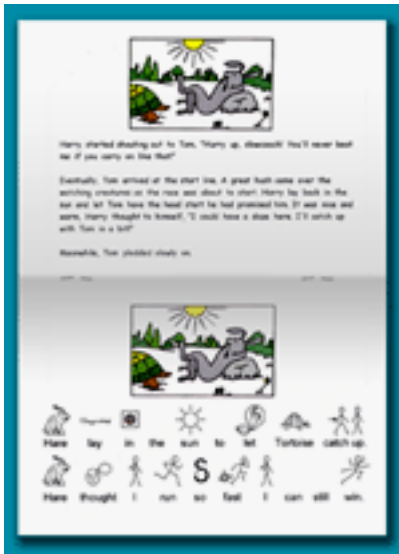 Harry started shouting out to Tom, "Hurry up, slowcoach! You'll never beat
me if you carry on like that!"
Eventually, Tom arrived at the start line. A great hush came over the
watching creatures as the race was about to start. Harry lay back in the
sun and let Tom have the head start he had promised him. It was nice and
warm. Harry thought to himself, "I could have a doze here. I'll catch up
with Tom in a bit!"
Meanwhile, Tom plodded slowly on.
Hare lay in the sun to let Tortoise catch up.
Hare thought I run so fast I can still win.